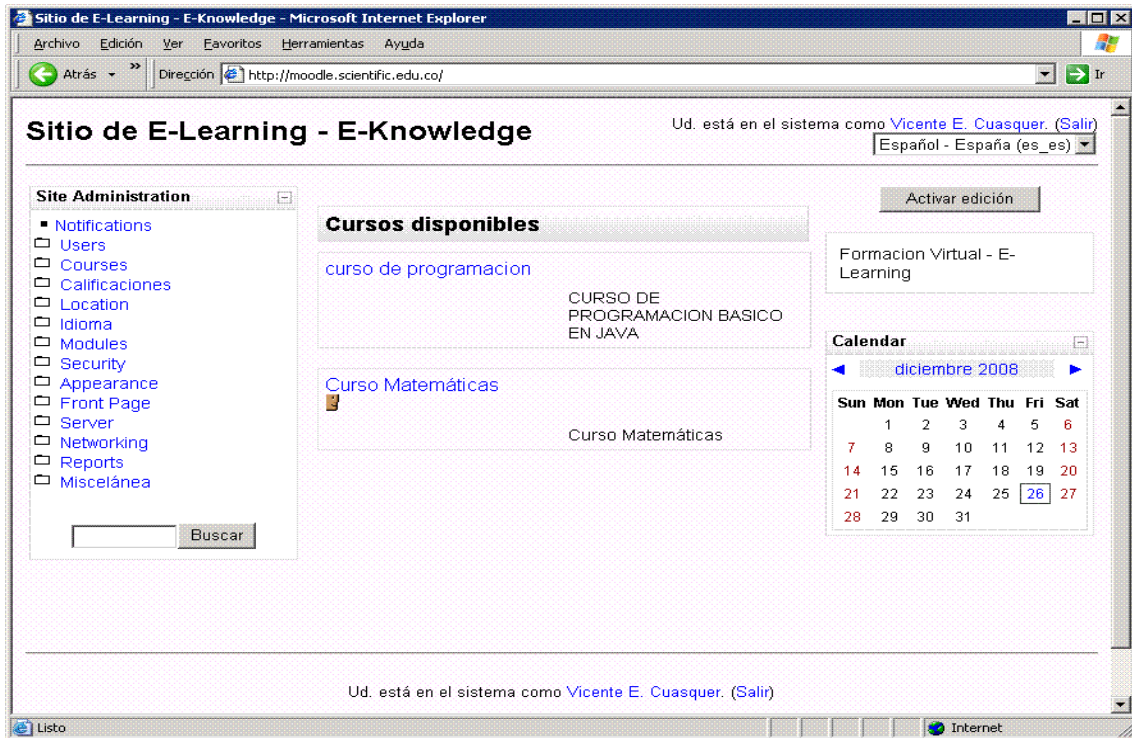 Sitio de E-Learning - E-Knowledge - Microsoft Internet Explorer
Archivo Edición Ver Favoritos Herramientas Ayuda
Atrás » Dirección http://moodle.scientific.edu.co/ Ir
Sitio de E-Learning - E-Knowledge
Ud. está en el sistema como Vicente E. Cuasquer. (Salir)
Español - España (es_es)
Site Administration
Notifications
Users
Courses
Calificaciones
Location
Idioma
Modules
Security
Appearance
Front Page
Server
Networking
Reports
Miscelánea
Buscar
Cursos disponibles
curso de programacion
CURSO DE
PROGRAMACION BASICO
EN JAVA
Curso Matemáticas
Curso Matemáticas
Activar edición
Formacion Virtual - E-
Learning
Calendar
diciembre 2008
Sun Mon Tue Wed Thu Fri Sat
1 2 3 4 5 6
7 8 9 10 11 12 13
14 15 16 17 18 19 20
21 22 23 24 25 26 27
28 29 30 31
Ud. está en el sistema como Vicente E. Cuasquer. (Salir)
Listo Internet